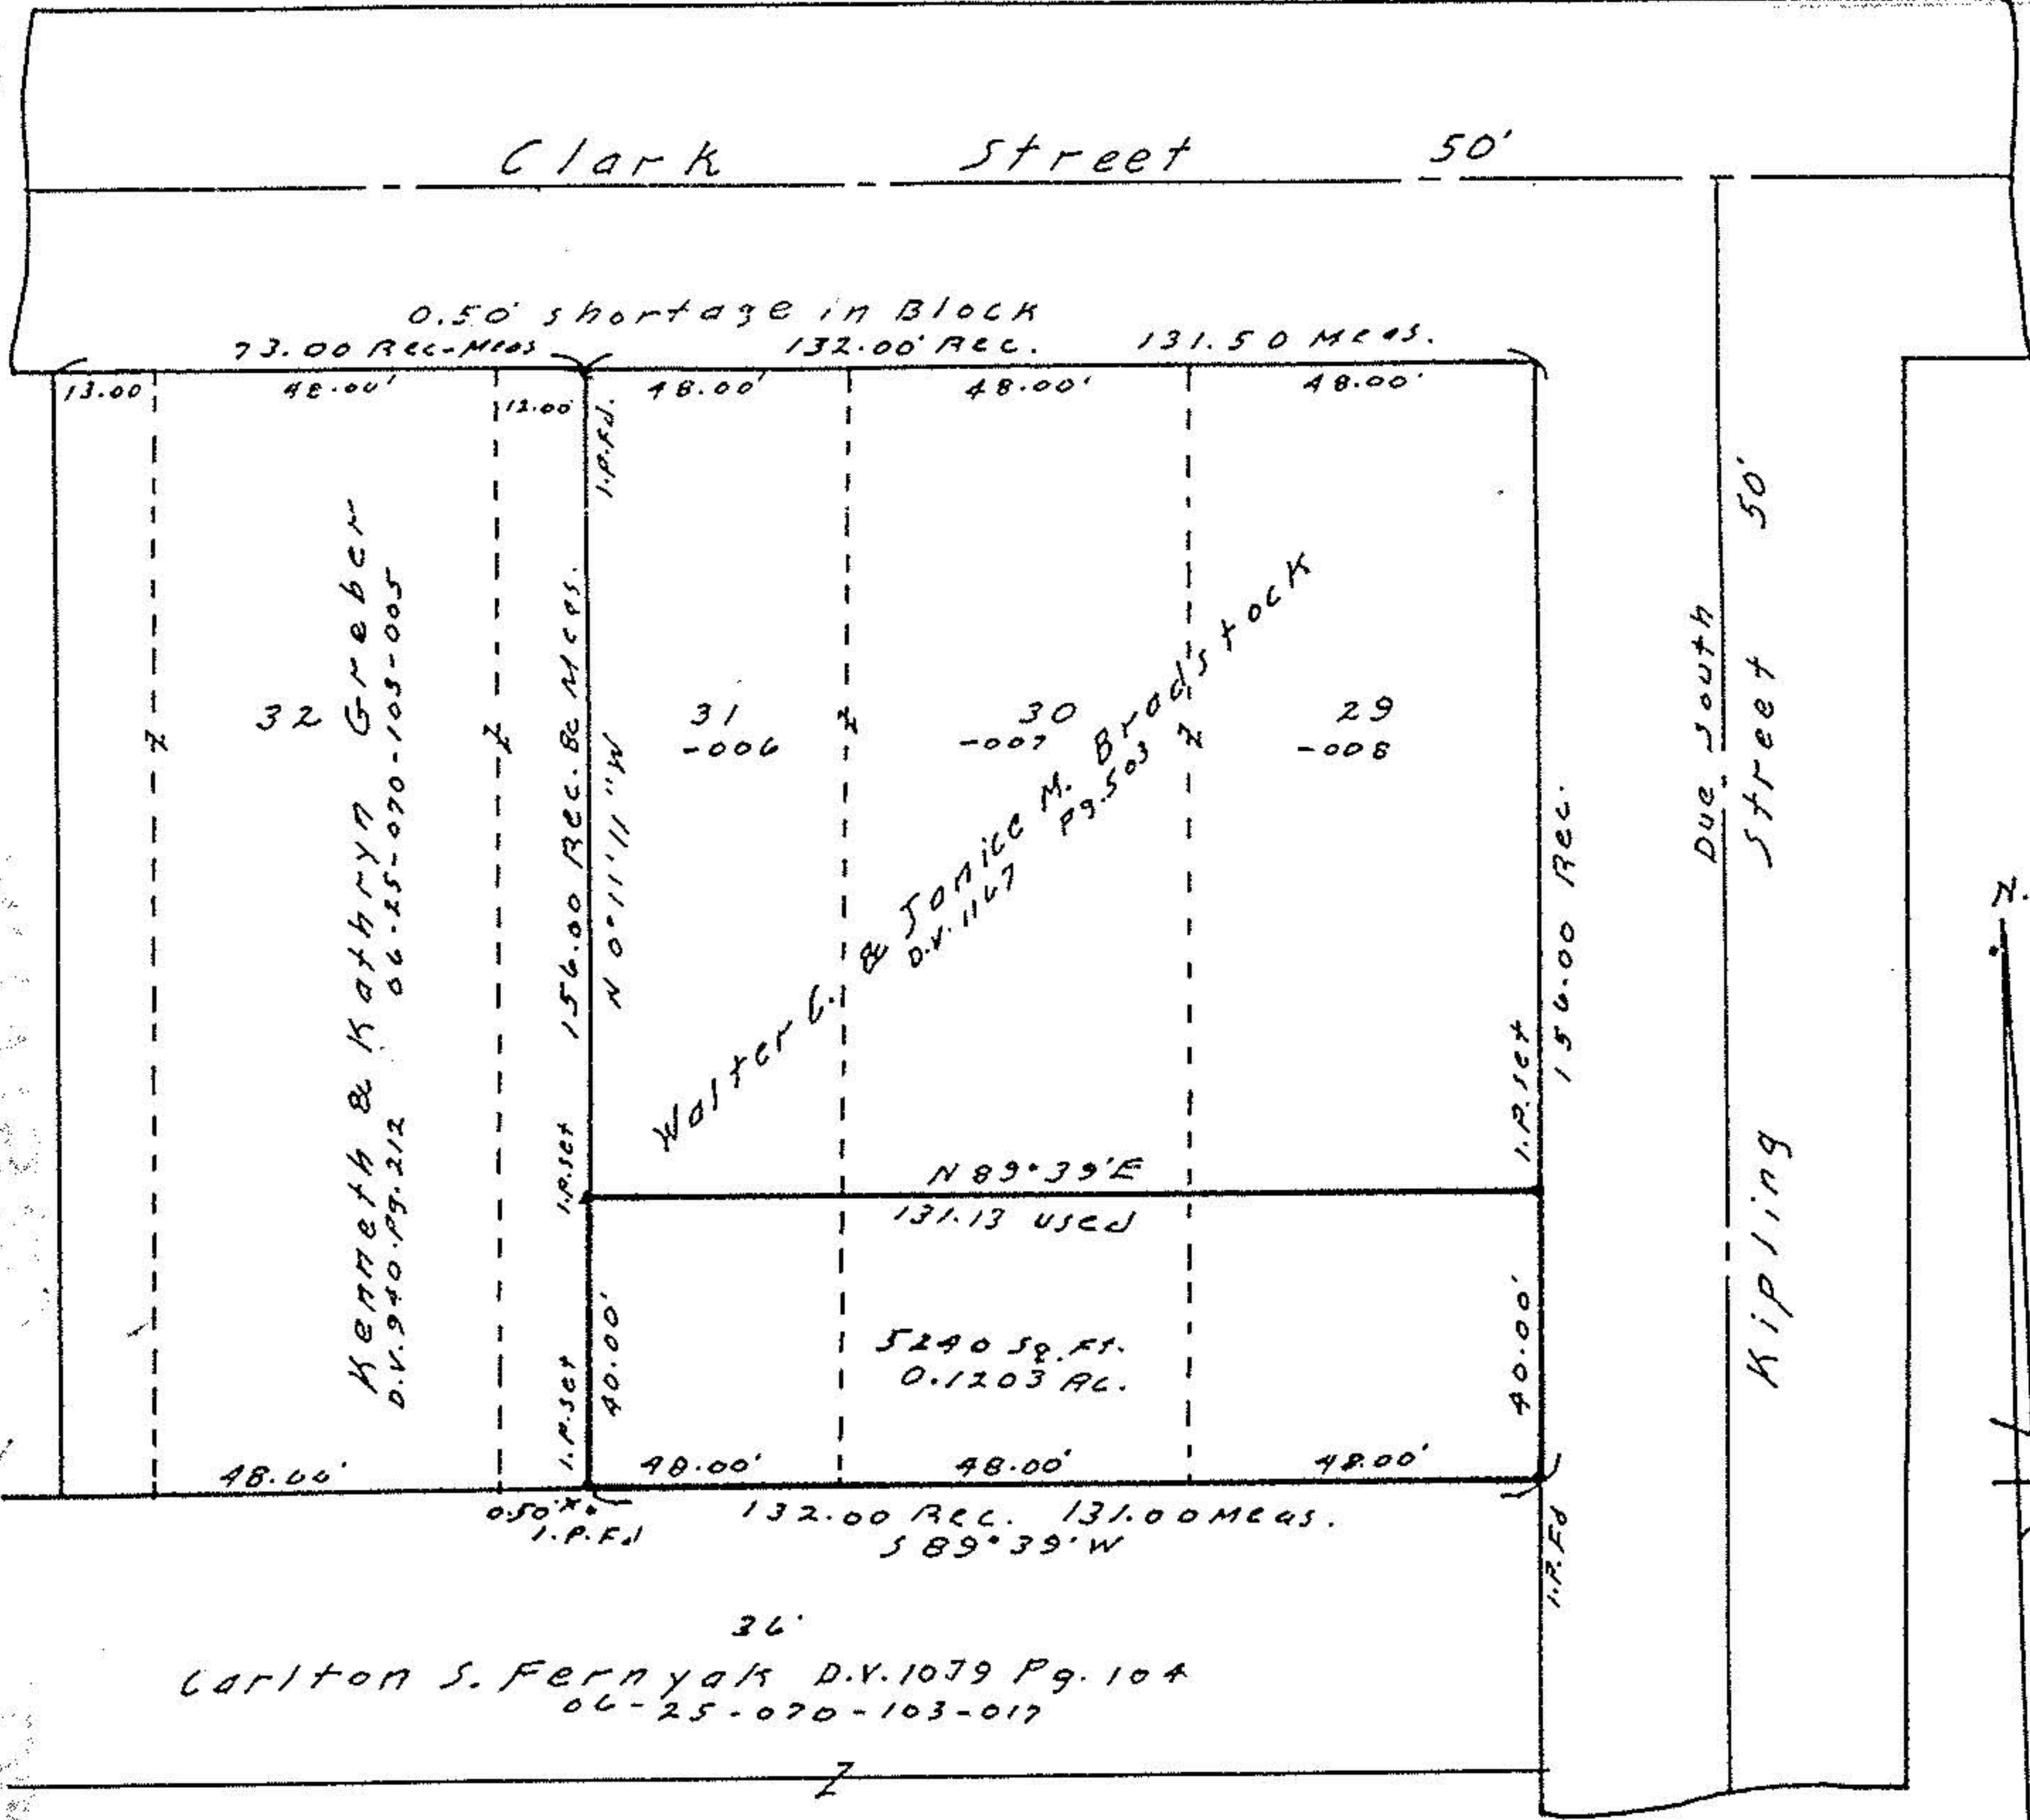 Clark Street 50'
0.50' shortage in Block
73.00 Rec-Meas
132.00' Rec. 131.50 Meas.
13.00
48.00'
12.00
48.00'
48.00'
48.00'
I.P.Fd.
32
Kenneth & Kathryn Greber
D.V. 940 Pg. 212 06-25-070-103-005
156.00 Rec. & Meas.
N 0°11'11"W
31
-006
30
-007
29
-008
Walter C. & Janice M. Bradstock
D.V. 1167 Pg. 503
156.00 Rec.
Due South
Kipling Street 50'
I.P. set
I.P. set
N 89°39'E
131.13 used
40.00'
5240 Sq. Ft.
0.1203 Ac.
40.00'
I.P. set
48.00'
48.00'
48.00'
48.00'
0.50'
I.P.Fd
132.00 Rec. 131.00 Meas.
S 89°39'W
I.P.Fd
36
Carlton S. Fernyak D.V. 1039 Pg. 104
06-25-070-103-017
Z
N.